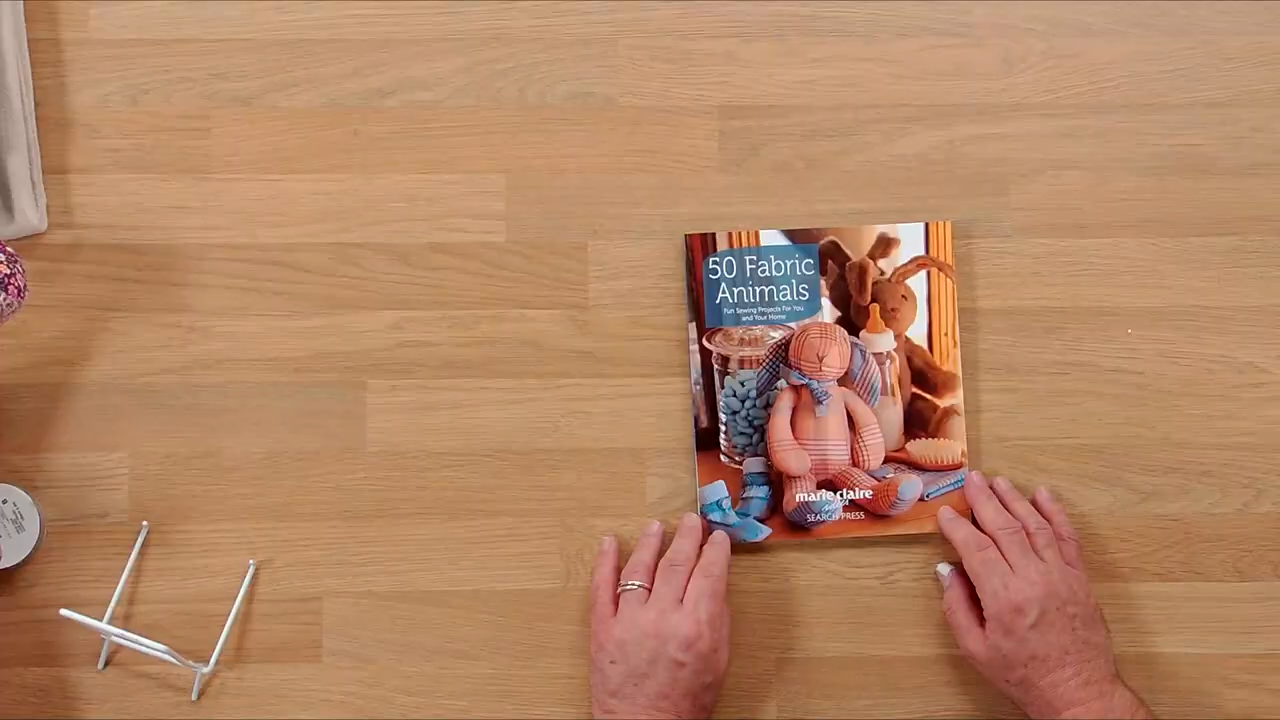 50 Fabric
Animals
Fun Sewing Projects For You
and Your Home
marie claire
SEARCH PRESS